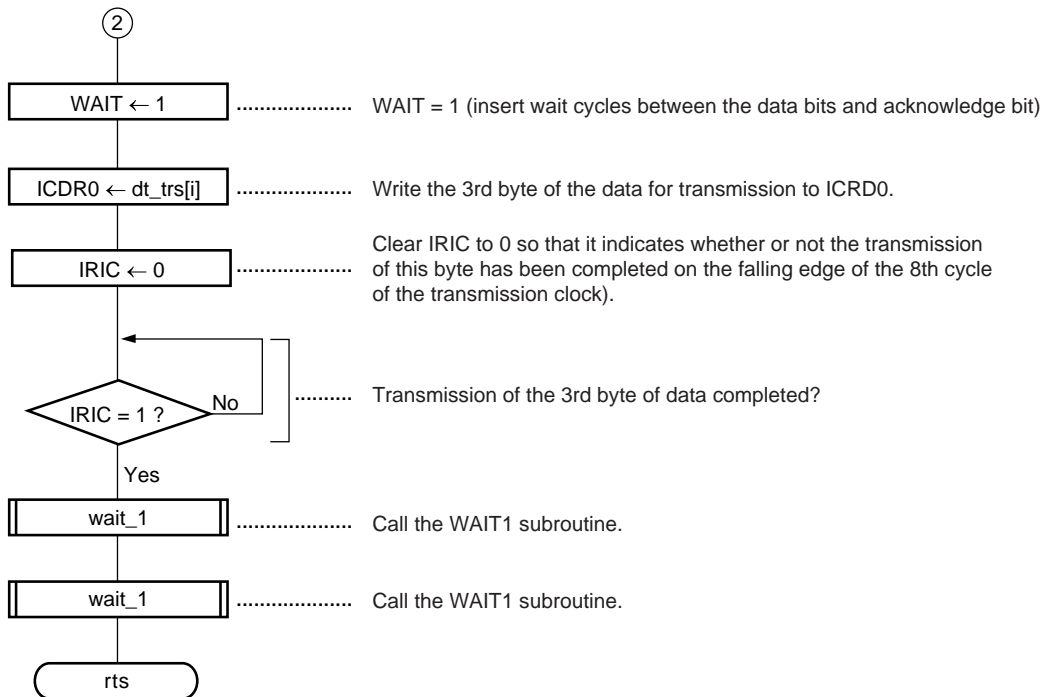 2
WAIT ← 1 .................... WAIT = 1 (insert wait cycles between the data bits and acknowledge bit)
ICDR0 ← dt_trs[i] .................... Write the 3rd byte of the data for transmission to ICRD0.
Clear IRIC to 0 so that it indicates whether or not the transmission
IRIC ← 0 .................... of this byte has been completed on the falling edge of the 8th cycle
of the transmission clock).
IRIC = 1 ? No .......... Transmission of the 3rd byte of data completed?
Yes
wait_1 .................... Call the WAIT1 subroutine.
wait_1 .................... Call the WAIT1 subroutine.
rts